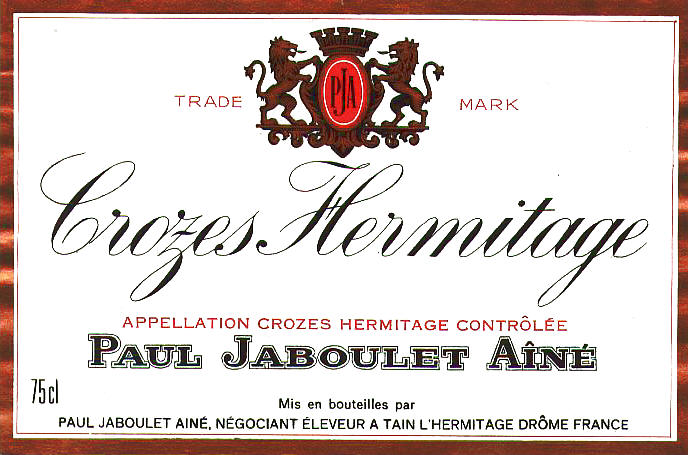 PJA
TRADE MARK
Crozes Hermitage
APPELLATION CROZES HERMITAGE CONTRÔLÉE
PAUL JABOULET AÎNÉ
75cl
Mis en bouteilles par
PAUL JABOULET AINÉ, NÉGOCIANT ÉLEVEUR A TAIN L'HERMITAGE DRÔME FRANCE